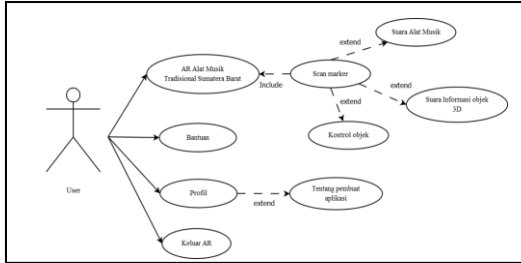 extend
Suara Alat Musik
AR Alat Musik
Tradisional Sumatera Barat
Include
Scan marker
extend
Suara Informasi objek
3D
extend
Kontrol objek
Bantuan
User
Profil
extend
Tentang pembuat
aplikasi
Keluar AR